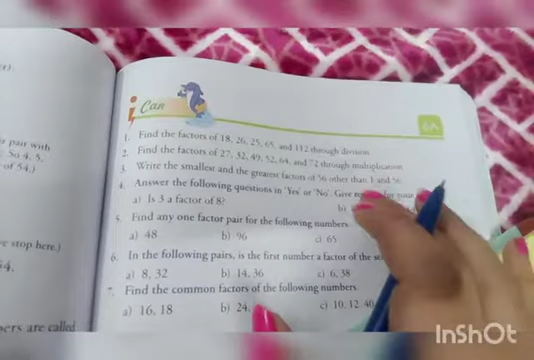 r).
pair with
So 4, 5,
of 54.)
e stop here.)
54.
bers are called
i Can
6A
1. Find the factors of 18, 26, 25, 65, and 112 through division
2. Find the factors of 27, 32, 49, 52, 64, and 72 through multiplication
3. Write the smallest and the greatest factors of 56 other than 1 and 56
4. Answer the following questions in 'Yes' or 'No'. Give for your
a) Is 3 a factor of 8? b)
5. Find any one factor pair for the following numbers
a) 48 b) 96 c) 65
6. In the following pairs, is the first number a factor of the
a) 8, 32 b) 14, 36 c) 6, 38
7. Find the common factors of the following numbers
a) 16, 18 b) 24, c) 10, 12, 40
InShOt